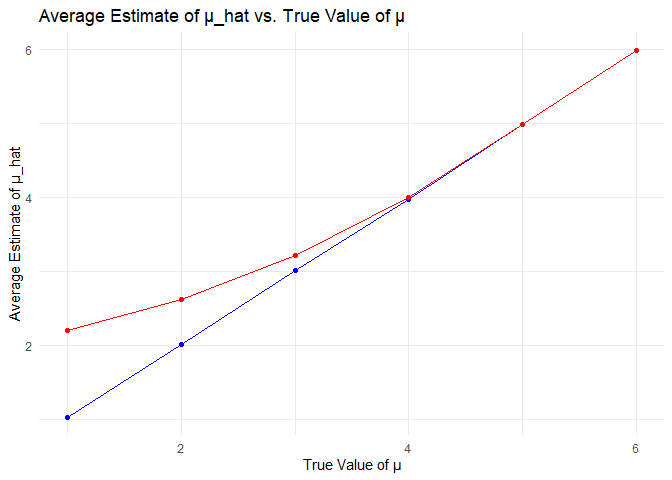 Average Estimate of μ_hat vs. True Value of μ
6
4
2
Average Estimate of μ_hat
2 4 6
True Value of μ